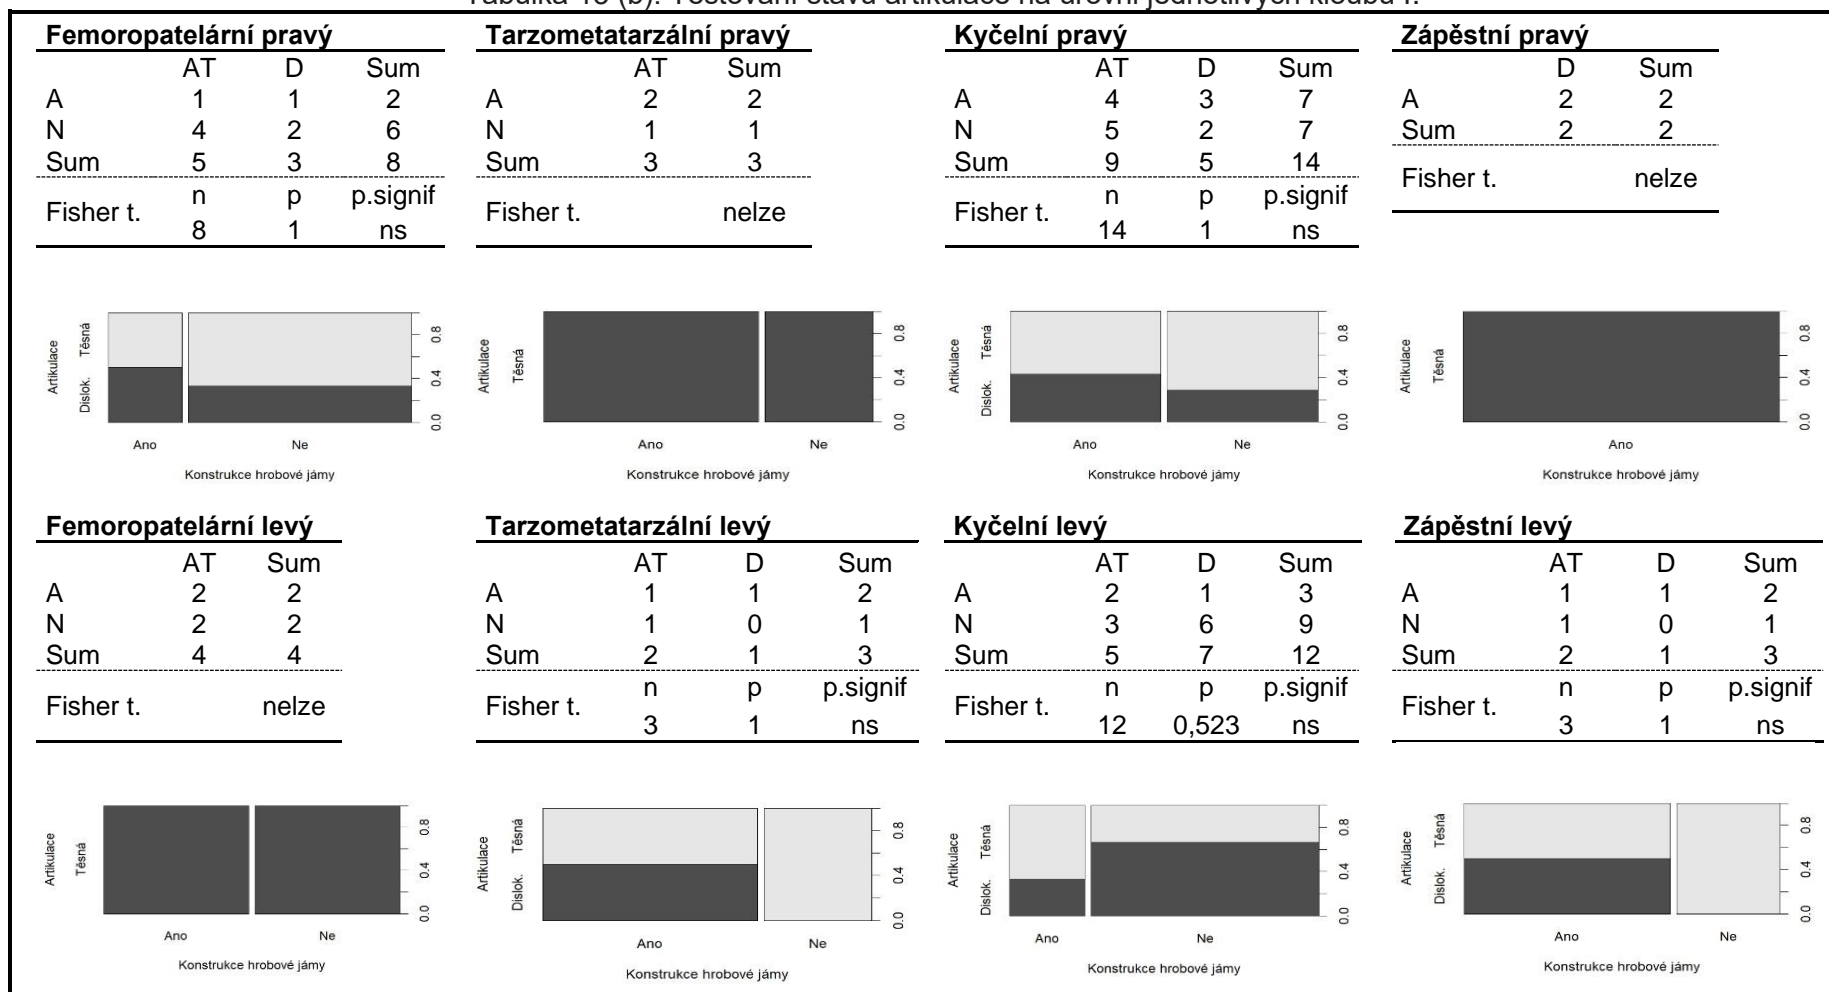 Tabulka (b): Testování stavu artikulace na úrovni jednotlivých kloubů I.
Femoropatelární pravý
AT D Sum
A 1 1 2
N 4 2 6
Sum 5 3 8
Fisher t. n p p.signif
8 1 ns
Tarzometatarzální pravý
AT Sum
A 2 2
N 1 1
Sum 3 3
Fisher t. nelze
Kyčelní pravý
AT D Sum
A 4 3 7
N 5 2 7
Sum 9 5 14
Fisher t. n p p.signif
14 1 ns
Zápěstní pravý
D Sum
A 2 2
Sum 2 2
Fisher t. nelze
Artikulace
Dislok. Těsná
0.0 0.4 0.8
Ano Ne
Konstrukce hrobové jámy
Artikulace
Těsná
0.0 0.4 0.8
Ano Ne
Konstrukce hrobové jámy
Artikulace
Dislok. Těsná
0.0 0.4 0.8
Ano Ne
Konstrukce hrobové jámy
Artikulace
Těsná
0.0 0.4 0.8
Ano
Konstrukce hrobové jámy
Femoropatelární levý
AT Sum
A 2 2
N 2 2
Sum 4 4
Fisher t. nelze
Tarzometatarzální levý
AT D Sum
A 1 1 2
N 1 0 1
Sum 2 1 3
Fisher t. n p p.signif
3 1 ns
Kyčelní levý
AT D Sum
A 2 1 3
N 3 6 9
Sum 5 7 12
Fisher t. n p p.signif
12 0,523 ns
Zápěstní levý
AT D Sum
A 1 1 2
N 1 0 1
Sum 2 1 3
Fisher t. n p p.signif
3 1 ns
Artikulace
Těsná
0.0 0.4 0.8
Ano Ne
Konstrukce hrobové jámy
Artikulace
Dislok. Těsná
0.0 0.4 0.8
Ano Ne
Konstrukce hrobové jámy
Artikulace
Dislok. Těsná
0.0 0.4 0.8
Ano Ne
Konstrukce hrobové jámy
Artikulace
Dislok. Těsná
0.0 0.4 0.8
Ano Ne
Konstrukce hrobové jámy